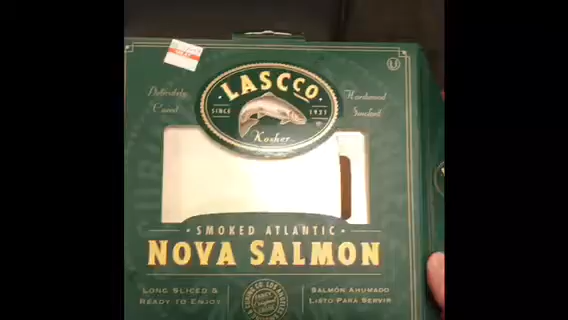 LASCCO
Delicately
Cured
SINCE 1921
Hardwood
Smoked
Kosher
U
SMOKED ATLANTIC
NOVA SALMON
LONG SLICED &
READY TO ENJOY
SALMÓN AHUMADO
LISTO PARA SERVIR